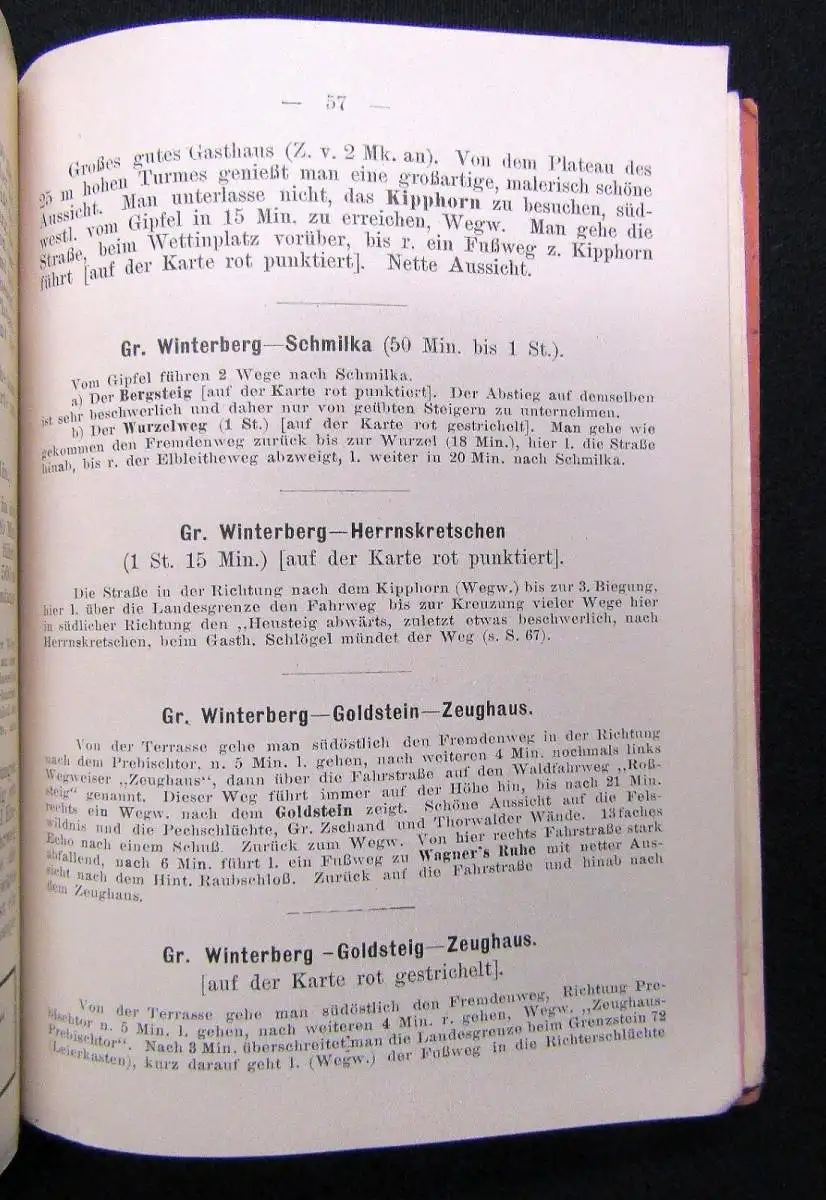 — 57 —
Großes gutes Gasthaus (Z. v. 2 Mk. an). Von dem Plateau des
25 m hohen Turmes genießt man eine großartige, malerisch schöne
Aussicht. Man unterlasse nicht, das Kipphorn zu besuchen, süd-
westl. vom Gipfel in 15 Min. zu erreichen, Wegw. Man gehe die
Straße, beim Wettinplatz vorüber, bis r. ein Fußweg z. Kipphorn
führt [auf der Karte rot punktiert]. Nette Aussicht.
Gr. Winterberg—Schmilka (50 Min. bis 1 St.).
Vom Gipfel führen 2 Wege nach Schmilka.
a) Der Bergsteig [auf der Karte rot punktiert]. Der Abstieg auf demselben
ist sehr beschwerlich und daher nur von geübten Steigern zu unternehmen.
b) Der Wurzelweg (1 St.) [auf der Karte rot gestrichelt]. Man gehe wie
gekommen den Fremdenweg zurück bis zur Wurzel (18 Min.), hier l. die Straße
hinab, bis r. der Elbleitheweg abzweigt, l. weiter in 20 Min. nach Schmilka.
Gr. Winterberg—Herrnskretschen
(1 St. 15 Min.) [auf der Karte rot punktiert].
Die Straße in der Richtung nach dem Kipphorn (Wegw.) bis zur 3. Biegung,
hier l. über die Landesgrenze den Fahrweg bis zur Kreuzung vieler Wege hier
in südlicher Richtung den „Heusteig abwärts, zuletzt etwas beschwerlich, nach
Herrnskretschen, beim Gasth. Schlögel mündet der Weg (s. S. 67).
Gr. Winterberg—Goldstein—Zeughaus.
Von der Terrasse gehe man südöstlich den Fremdenweg in der Richtung
nach dem Prebischtor, n. 5 Min. l. gehen, nach weiteren 4 Min. nochmals links
Wegweiser „Zeughaus“, dann über die Fahrstraße auf den Waldfahrweg „Roß-
steig“ genannt. Dieser Weg führt immer auf der Höhe hin, bis nach 21 Min.
rechts ein Wegw. nach dem Goldstein zeigt. Schöne Aussicht auf die Fels-
wildnis und die Pechschlüchte, Gr. Zschand und Thorwalder Wände. 13faches
Echo nach einem Schuß. Zurück zum Wegw. Von hier rechts Fahrstraße stark
abfallend, nach 6 Min. führt l. ein Fußweg zu Wagner's Ruhe mit netter Aus-
sicht nach dem Hint. Raubschloß. Zurück auf die Fahrstraße und hinab nach
dem Zeughaus.
Gr. Winterberg -Goldsteig—Zeughaus.
[auf der Karte rot gestrichelt].
Von der Terrasse gehe man südöstlich den Fremdenweg, Richtung Pre-
bischtor n. 5 Min. l. gehen, nach weiteren 4 Min. r. gehen, Wegw. „Zeughaus-
Prebischtor“. Nach 3 Min. überschreitet man die Landesgrenze beim Grenzstein 72
(Leierkasten), kurz darauf geht l. (Wegw.) der Fußweg in die Richterschlüchte